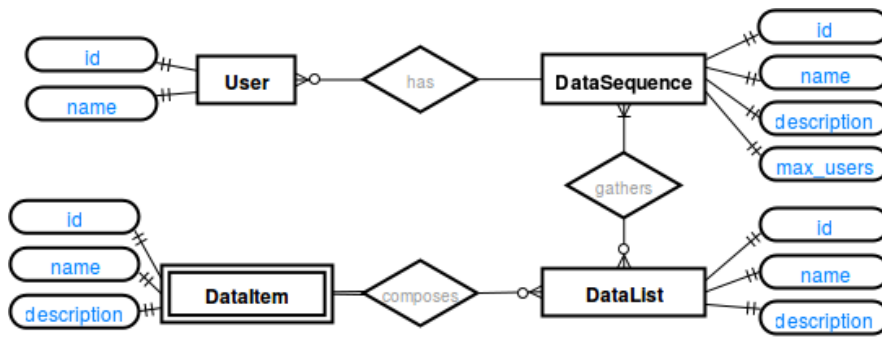 id
name
User
has
DataSequence
id
name
description
max_users
gathers
id
name
description
DataItem
composes
DataList
id
name
description